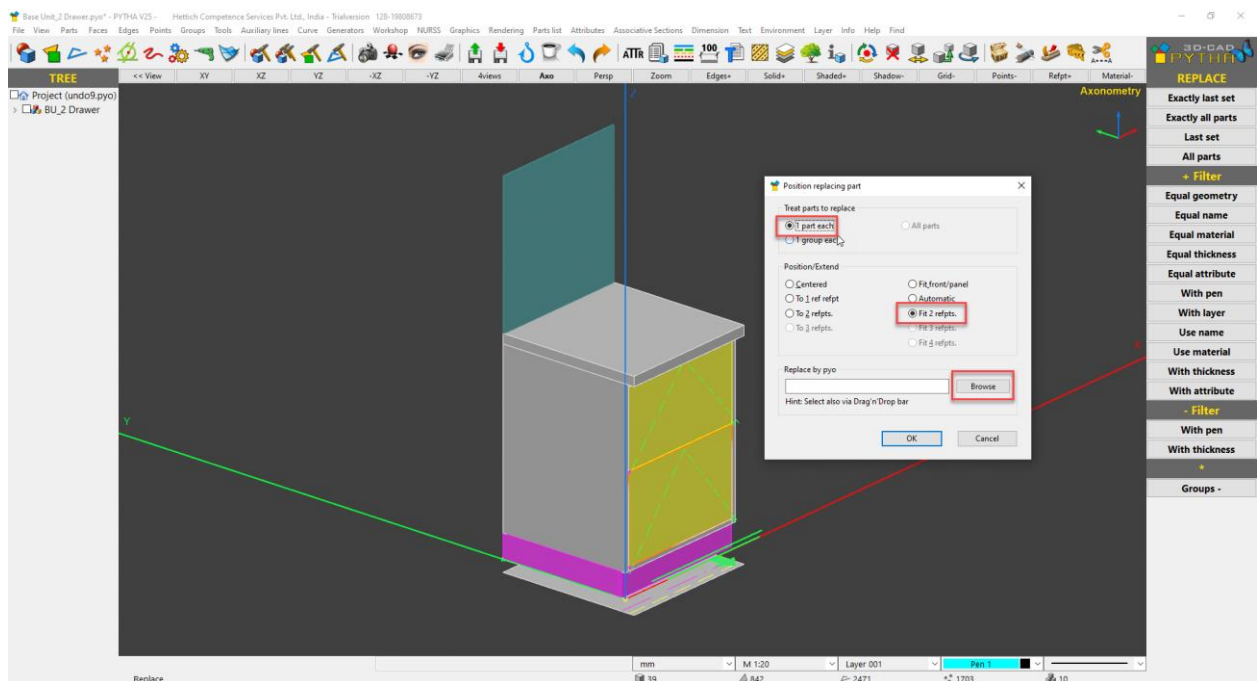 Base Unit_2 Drawer.pyo* - PYTHA V25 - Hettich Competence Services Pvt. Ltd., India - Trialversion 128-19808673
File View Parts Faces Edges Points Groups Tools Auxiliary lines Curve Generators Workshop NURSS Graphics Rendering Parts list Attributes Associative Sections Dimension Text Environment Layer Info Help Find
ATTR 100 A----A
3D-CAD
PYTHA
TREE << View XY XZ YZ -XZ -YZ 4views Axo Persp Zoom Edges+ Solid+ Shaded+ Shadow- Grid- Points- Refpt+ Material- REPLACE
Project (undo9.pyo)
BU_2 Drawer
Axonometry
Z
X
Y
Position replacing part
Treat parts to replace
1 part each All parts
1 group each
Position/Extend
Centered Fit front/panel
To 1 ref refpt Automatic
To 2 refpts. Fit 2 refpts.
To 3 refpts. Fit 3 refpts.
Fit 4 refpts.
Replace by pyo
Browse
Hint: Select also via Drag'n'Drop bar
OK Cancel
Exactly last set
Exactly all parts
Last set
All parts
+ Filter
Equal geometry
Equal name
Equal material
Equal thickness
Equal attribute
With pen
With layer
Use name
Use material
With thickness
With attribute
- Filter
With pen
With thickness
*
Groups -
mm M 1:20 Layer 001 Pen 1
Replace 39 842 2471 1703 10